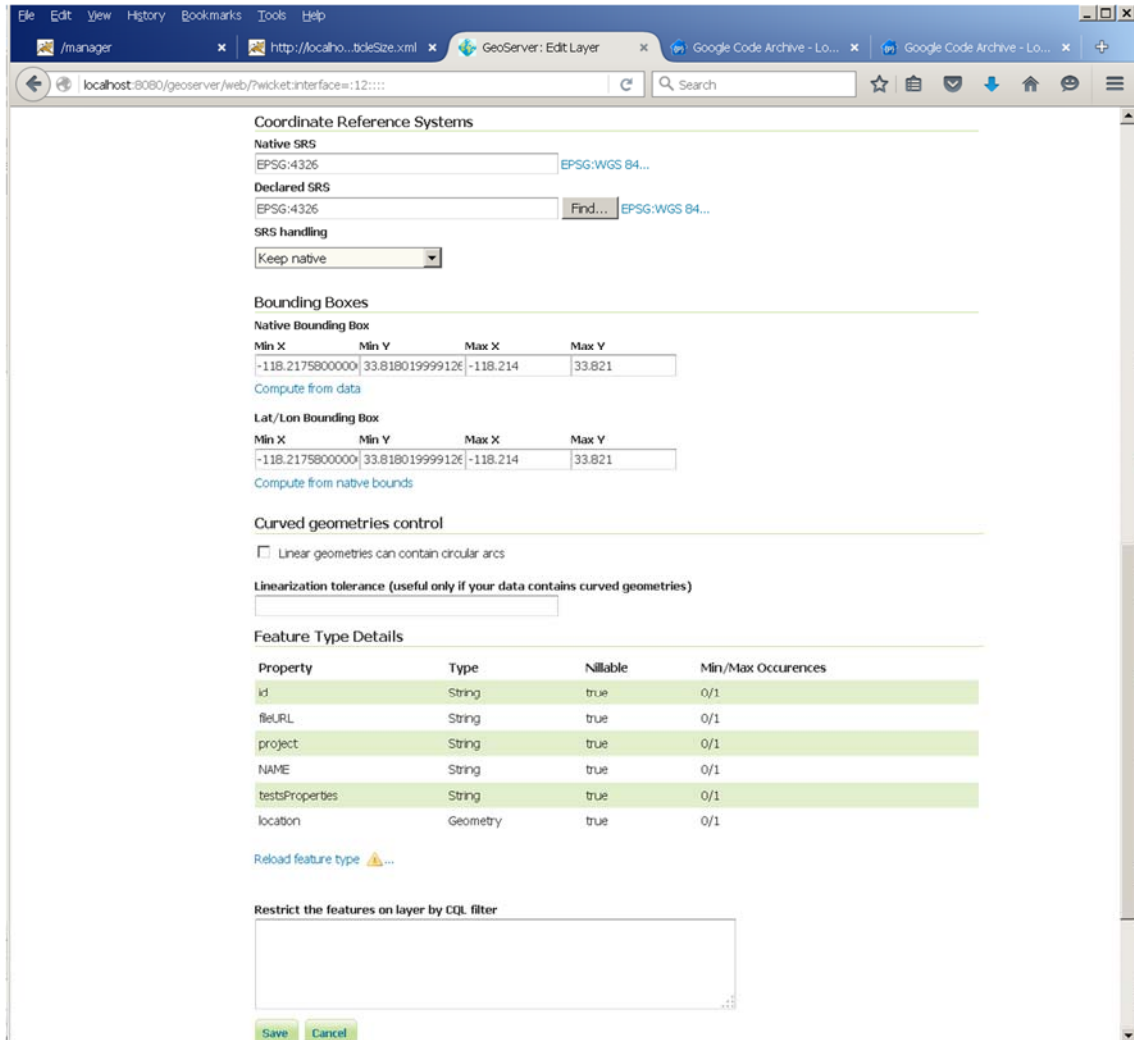 File Edit View History Bookmarks Tools Help
/manager × http://localho...ticleSize.xml × GeoServer: Edit Layer × Google Code Archive - Lo... × Google Code Archive - Lo... ×
localhost:8080/geoserver/web/?wicket:interface=:12:::: Search
Coordinate Reference Systems
Native SRS
EPSG:4326 EPSG:WGS 84...
Declared SRS
EPSG:4326 Find... EPSG:WGS 84...
SRS handling
Keep native
Bounding Boxes
Native Bounding Box
Min X Min Y Max X Max Y
-118.2175800000 33.818019999126 -118.214 33.821
Compute from data
Lat/Lon Bounding Box
Min X Min Y Max X Max Y
-118.2175800000 33.818019999126 -118.214 33.821
Compute from native bounds
Curved geometries control
Linear geometries can contain circular arcs
Linearization tolerance (useful only if your data contains curved geometries)
Feature Type Details
Property Type Nillable Min/Max Occurences
id String true 0/1
fileURL String true 0/1
project String true 0/1
NAME String true 0/1
testsProperties String true 0/1
location Geometry true 0/1
Reload feature type ...
Restrict the features on layer by CQL filter
Save Cancel